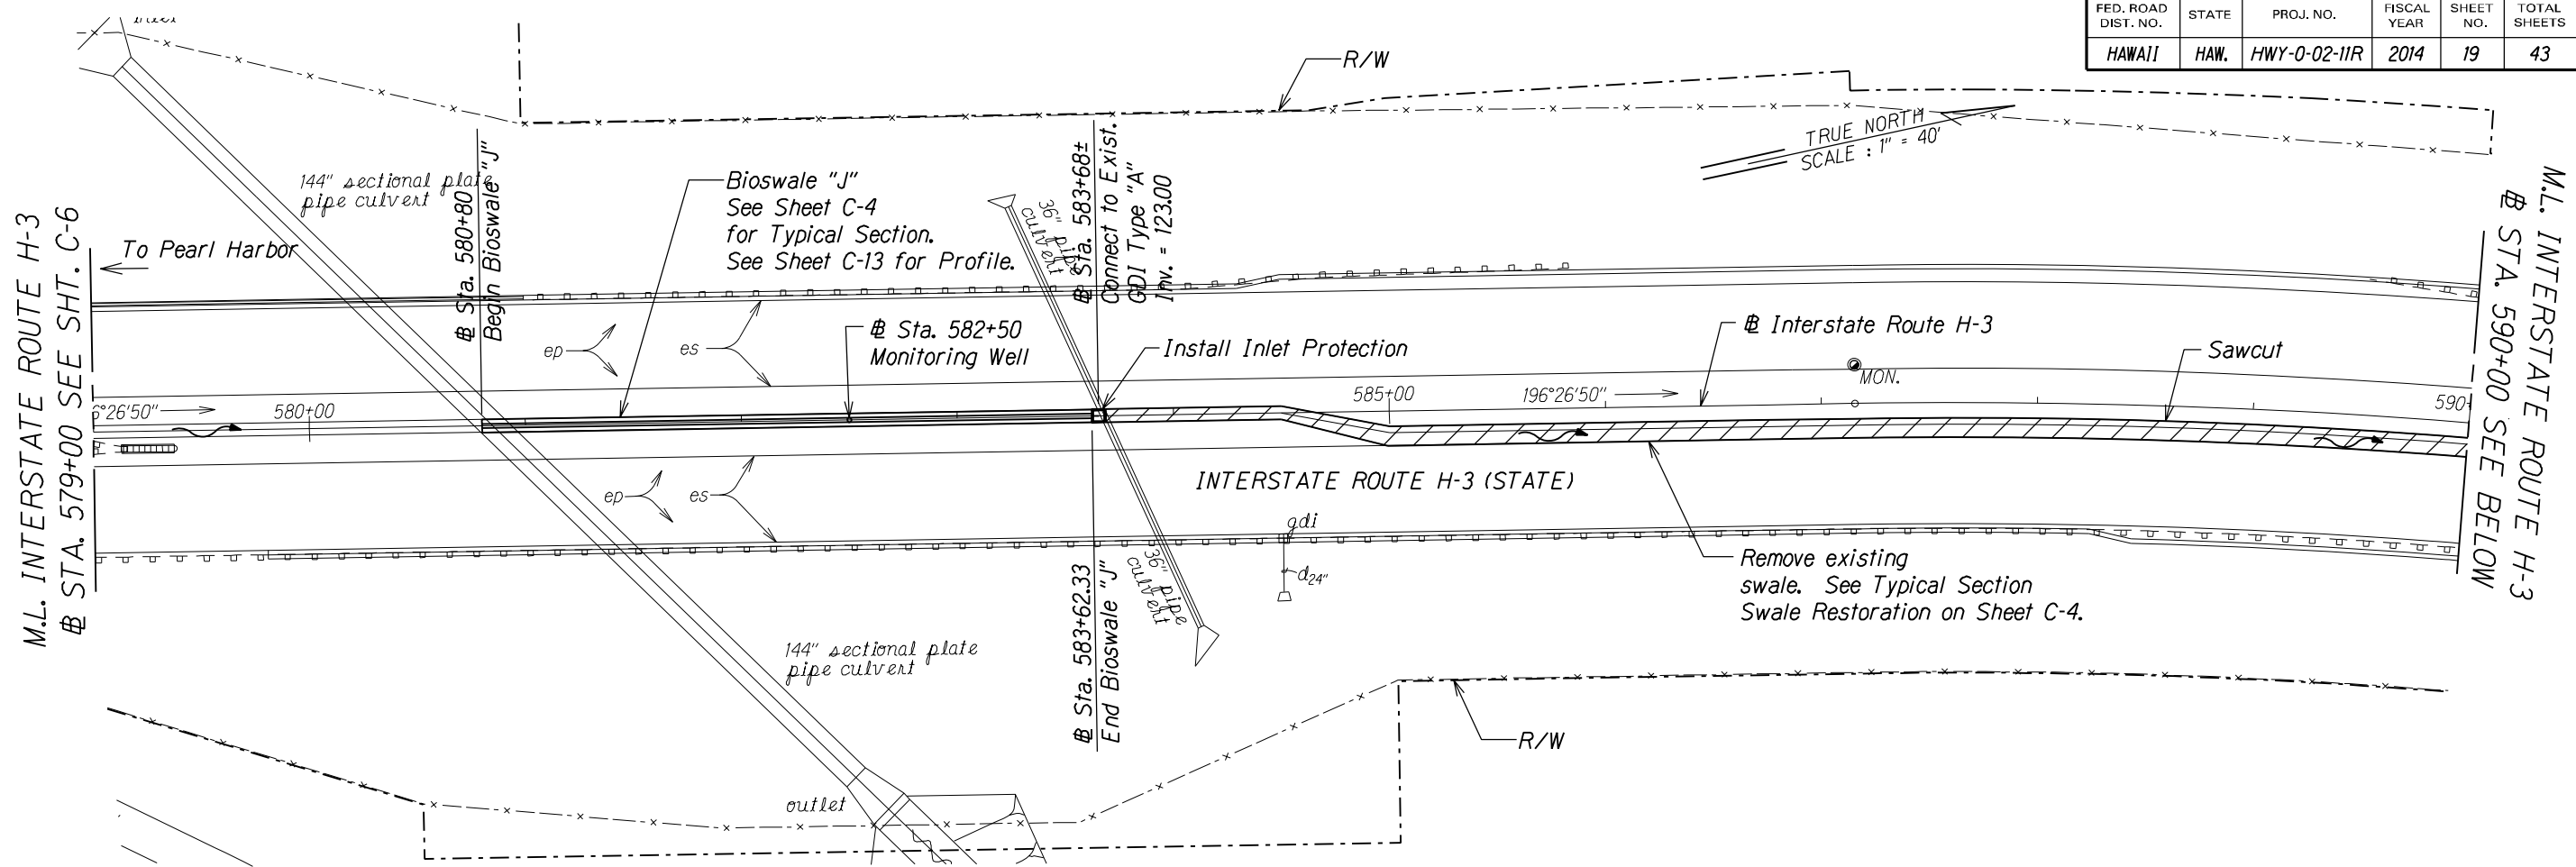 FED. ROAD DIST. NO. STATE PROJ. NO. FISCAL YEAR SHEET NO. TOTAL SHEETS
HAWAII HAW. HWY-0-02-11R 2014 19 43
R/W
TRUE NORTH
SCALE : 1" = 40'
144" sectional plate
pipe culvert
℄ Sta. 580+80
Begin Bioswale "J"
Bioswale "J"
See Sheet C-4
for Typical Section.
See Sheet C-13 for Profile.
36" pipe
culvert
℄ Sta. 583+68±
Connect to Exist.
GDI Type "A"
Inv. = 123.00
M.L. INTERSTATE ROUTE H-3
℄ STA. 579+00 SEE SHT. C-6
To Pearl Harbor
M.L. INTERSTATE ROUTE H-3
℄ STA. 590+00 SEE BELOW
ep
es
℄ Sta. 582+50
Monitoring Well
Install Inlet Protection
℄ Interstate Route H-3
Sawcut
MON.
6°26'50"
580+00
585+00
196°26'50"
590+
ep
es
INTERSTATE ROUTE H-3 (STATE)
gdi
d24"
36" pipe
culvert
Remove existing
swale. See Typical Section
Swale Restoration on Sheet C-4.
℄ Sta. 583+62.33
End Bioswale "J"
144" sectional plate
pipe culvert
R/W
outlet